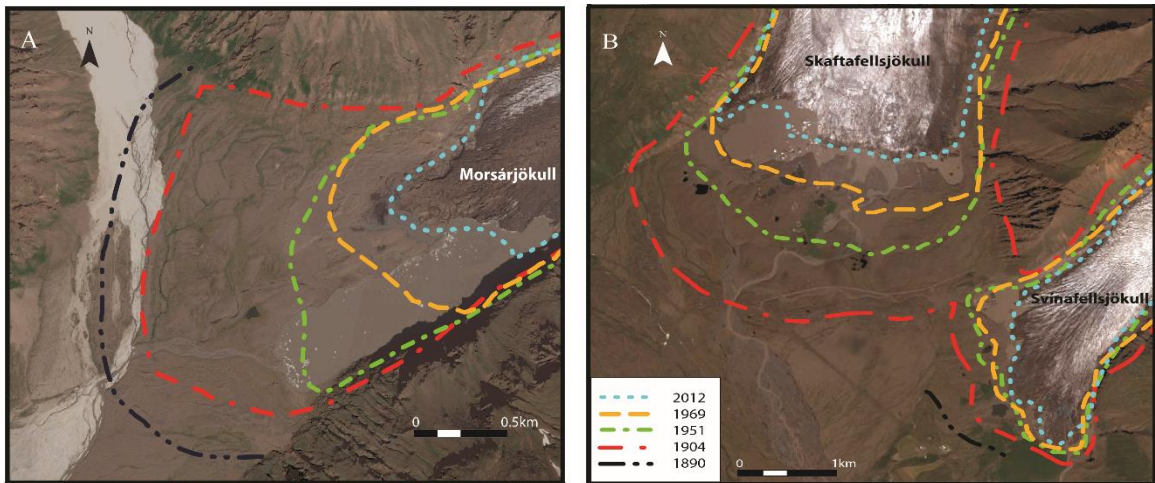 A
N
Morsárjökull
0 0.5km
B
N
Skaftafellsjökull
Svínafellsjökull
2012
1969
1951
1904
1890
0 1km